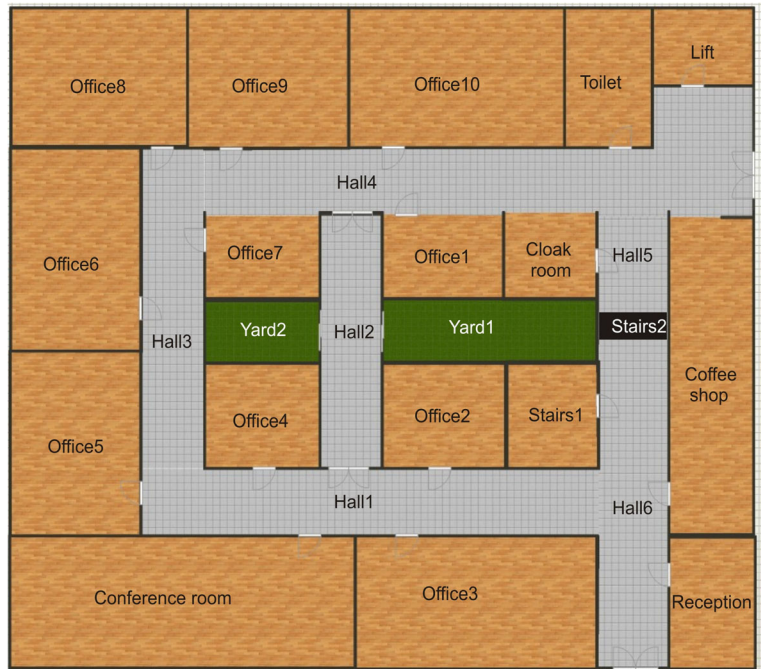 Lift
Office8
Office9
Office10
Toilet
Hall4
Office7
Office1
Cloak
room
Hall5
Office6
Yard2
Hall2
Yard1
Stairs2
Hall3
Coffee
shop
Office4
Office2
Stairs1
Office5
Hall1
Hall6
Conference room
Office3
Reception